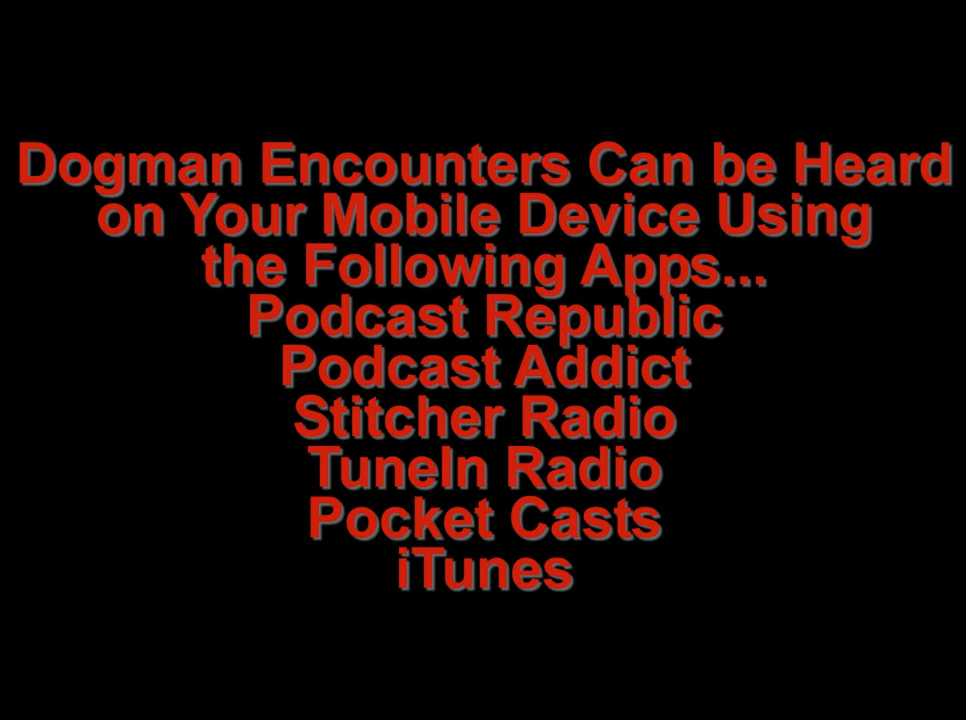 Dogman Encounters Can be Heard
on Your Mobile Device Using
the Following Apps...
Podcast Republic
Podcast Addict
Stitcher Radio
TuneIn Radio
Pocket Casts
iTunes